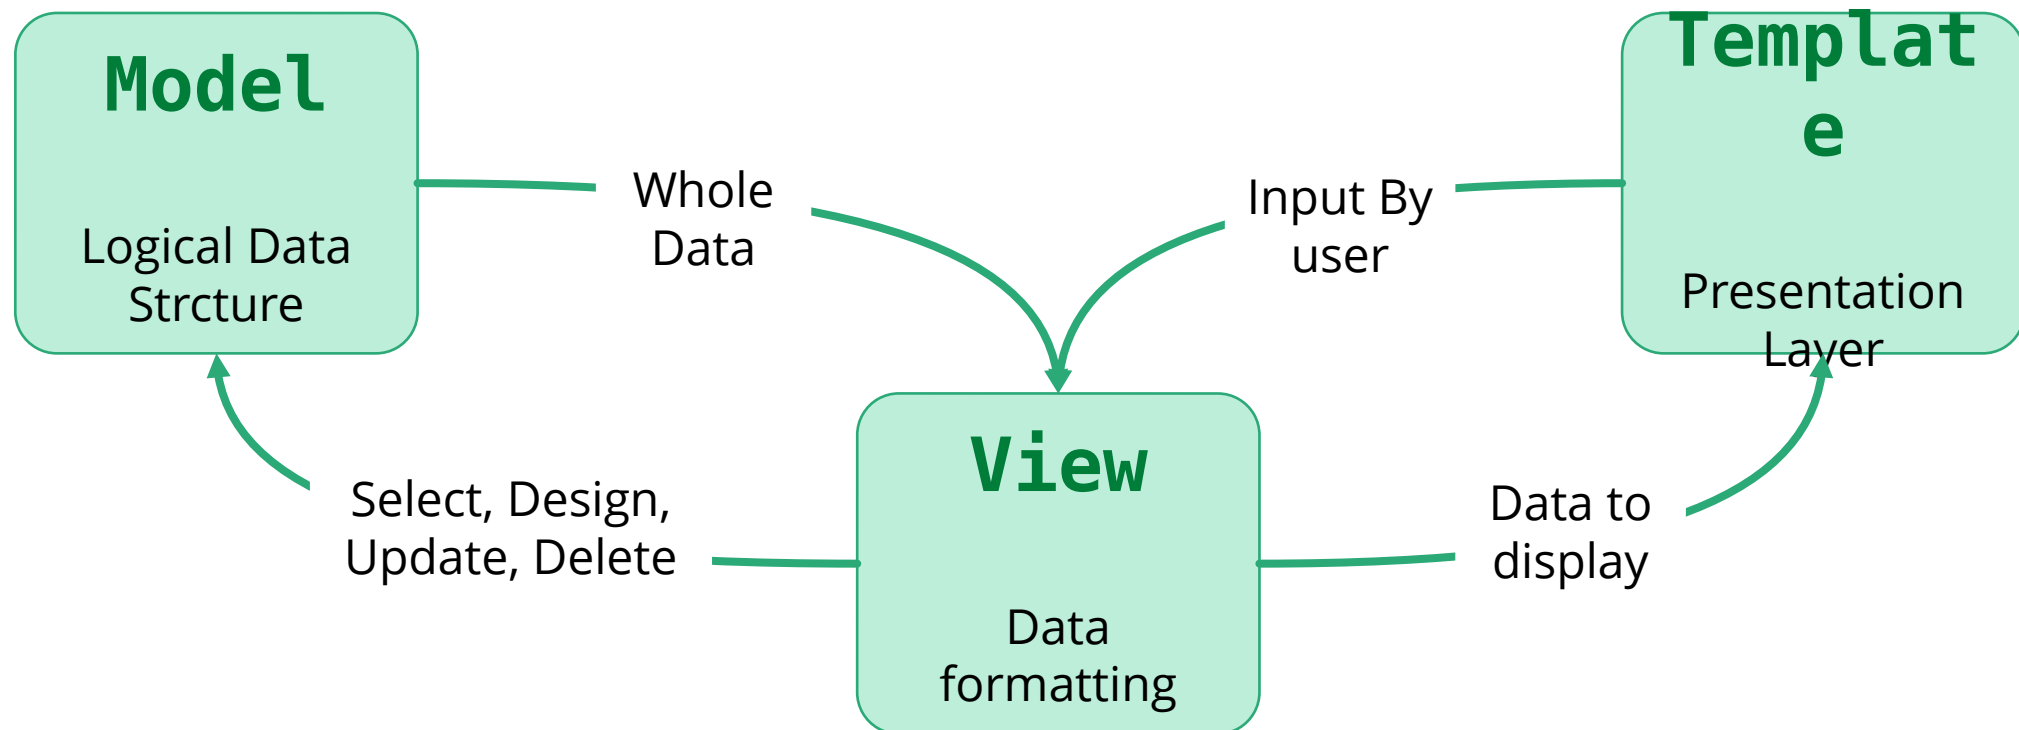 Model
Logical Data
Strcture
Whole
Data
Input By
user
Templat
e
Presentation
Layer
Select, Design,
Update, Delete
View
Data
formatting
Data to
display